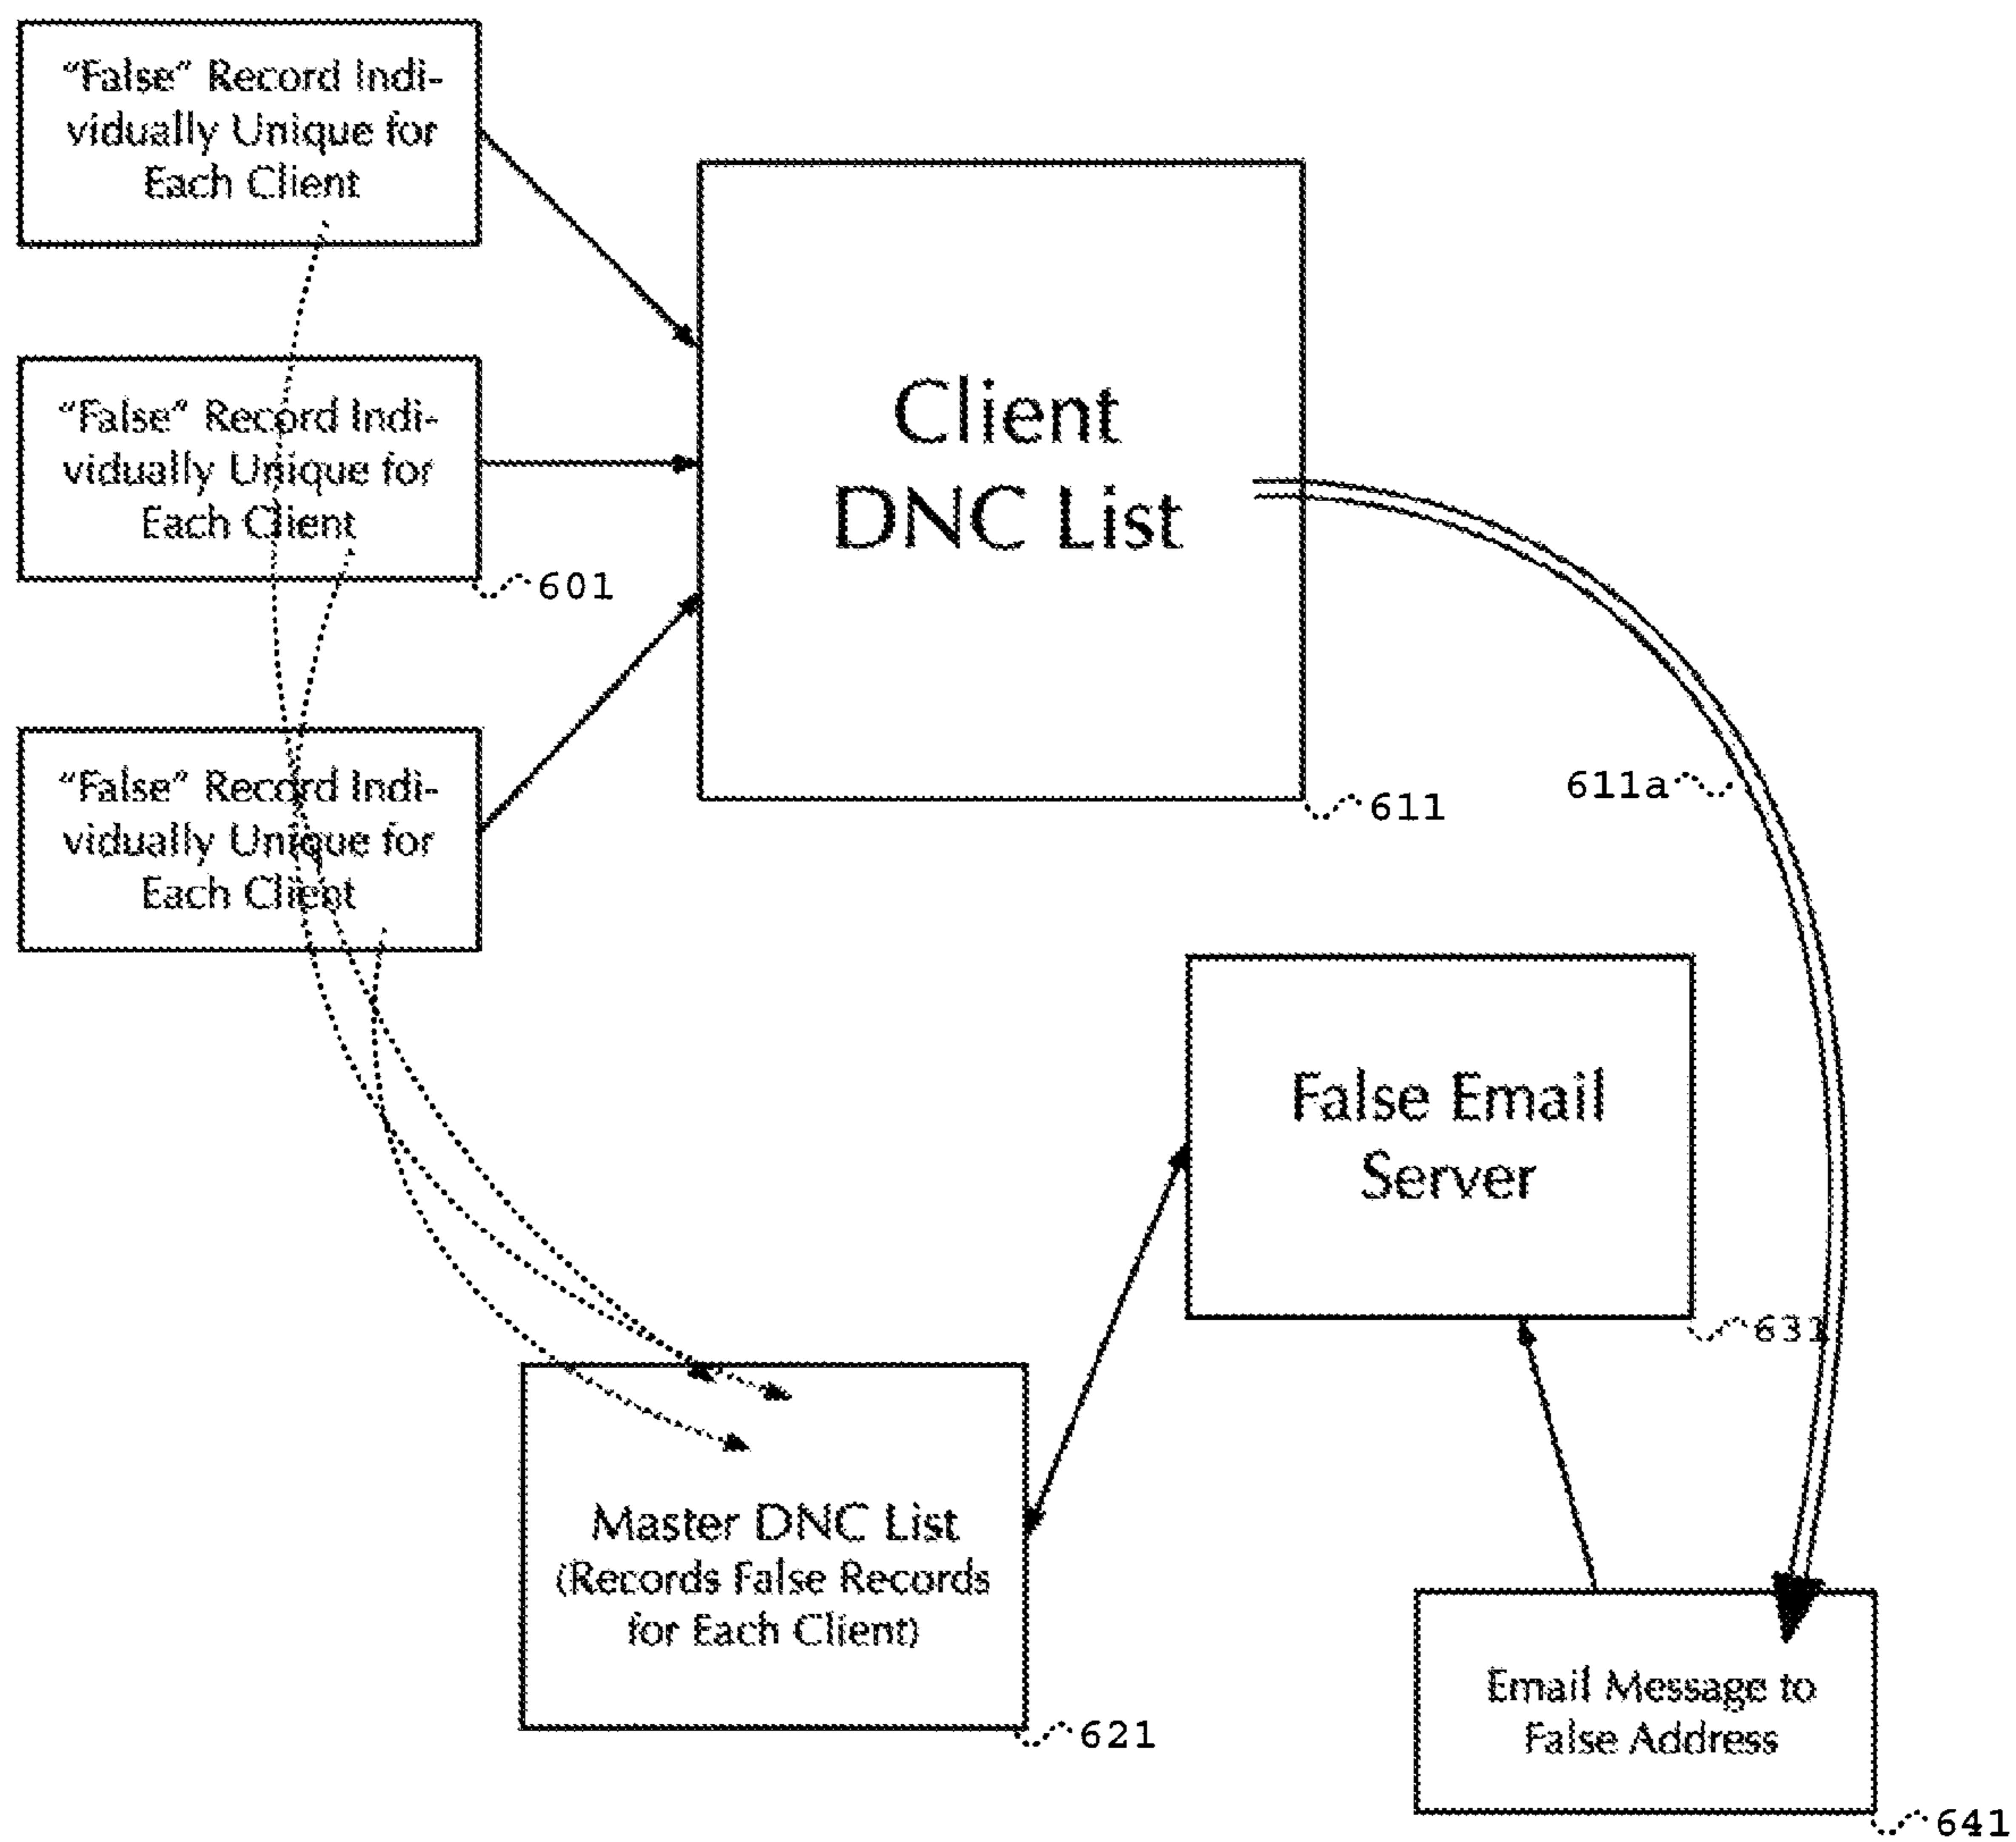 “False” Record Indi-
vidually Unique for
Each Client
“False” Record Indi-
vidually Unique for
Each Client
601
“False” Record Indi-
vidually Unique for
Each Client
Client
DNC List
611
611a
False Email
Server
631
Master DNC List
(Records False Records
for Each Client)
621
Email Message to
False Address
641